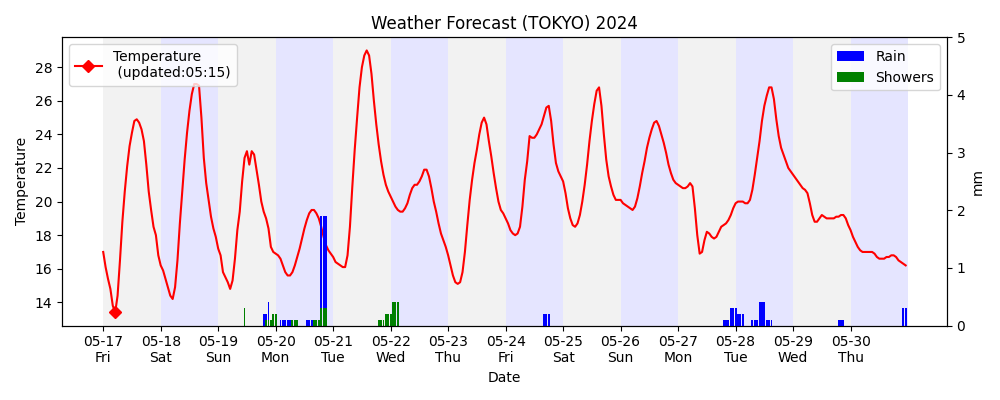 Weather Forecast (TOKYO) 2024
Temperature
(updated:05:15)
Rain
Showers
Temperature
28
26
24
22
20
18
16
14
5
4
3
2
1
0
mm
05-17 05-18 05-19 05-20 05-21 05-22 05-23 05-24 05-25 05-26 05-27 05-28 05-29 05-30
Fri Sat Sun Mon Tue Wed Thu Fri Sat Sun Mon Tue Wed Thu
Date